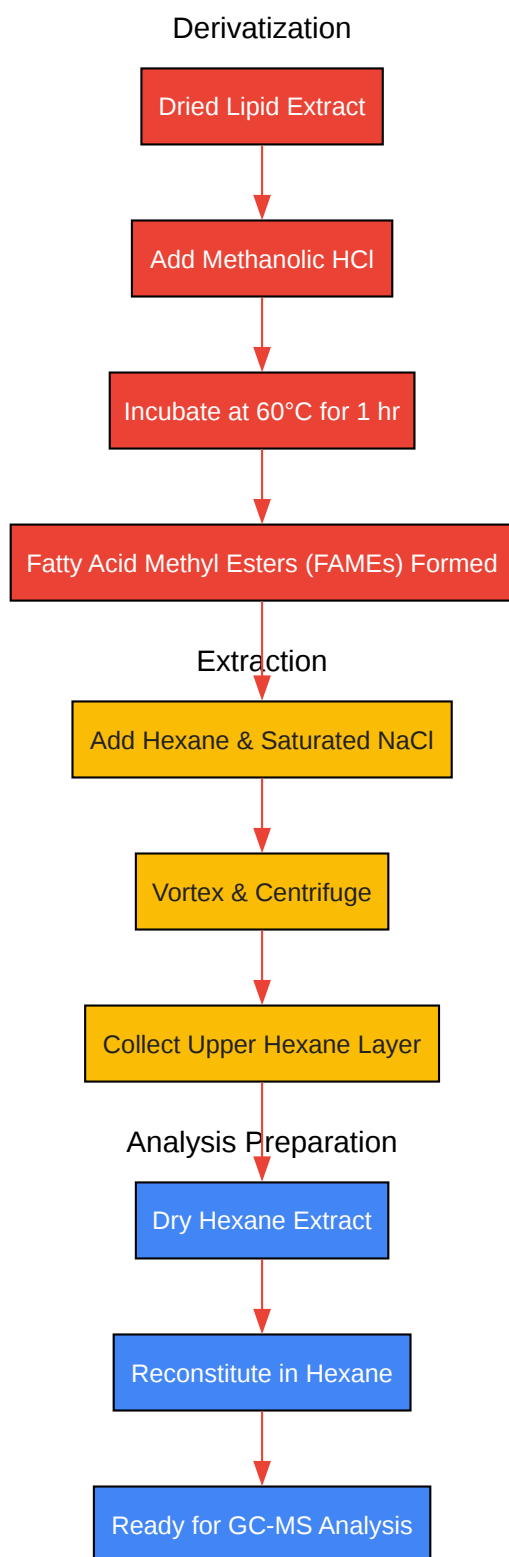 Derivatization
Dried Lipid Extract
Add Methanolic HCl
Incubate at 60°C for 1 hr
Fatty Acid Methyl Esters (FAMEs) Formed
Extraction
Add Hexane & Saturated NaCl
Vortex & Centrifuge
Collect Upper Hexane Layer
Analysis Preparation
Dry Hexane Extract
Reconstitute in Hexane
Ready for GC-MS Analysis